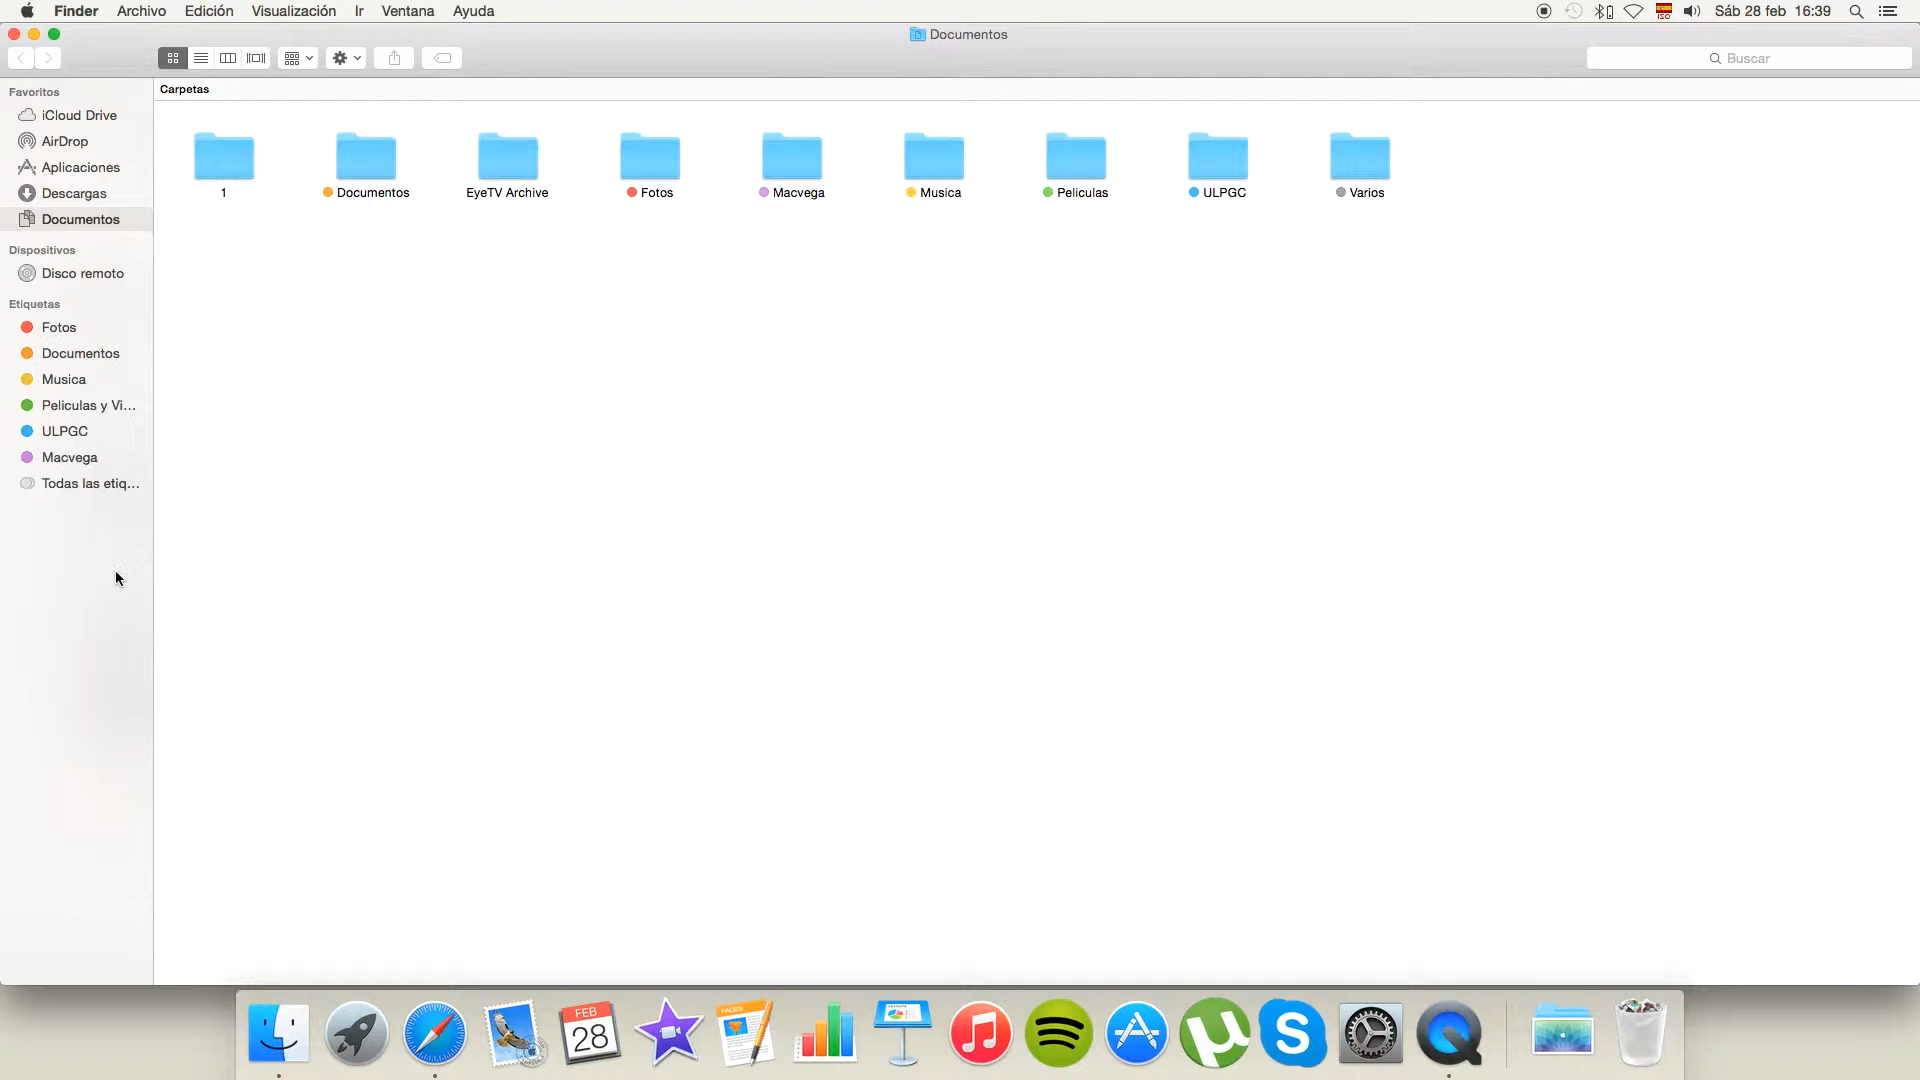 Finder Archivo Edición Visualización Ir Ventana Ayuda
ISO
Sáb 28 feb 16:39
Documentos
Buscar
Favoritos
iCloud Drive
AirDrop
Aplicaciones
Descargas
Documentos
Dispositivos
Disco remoto
Etiquetas
Fotos
Documentos
Musica
Peliculas y Vi...
ULPGC
Macvega
Todas las etiq...
Carpetas
1
Documentos
EyeTV Archive
Fotos
Macvega
Musica
Peliculas
ULPGC
Varios
FEB
28
PAGES